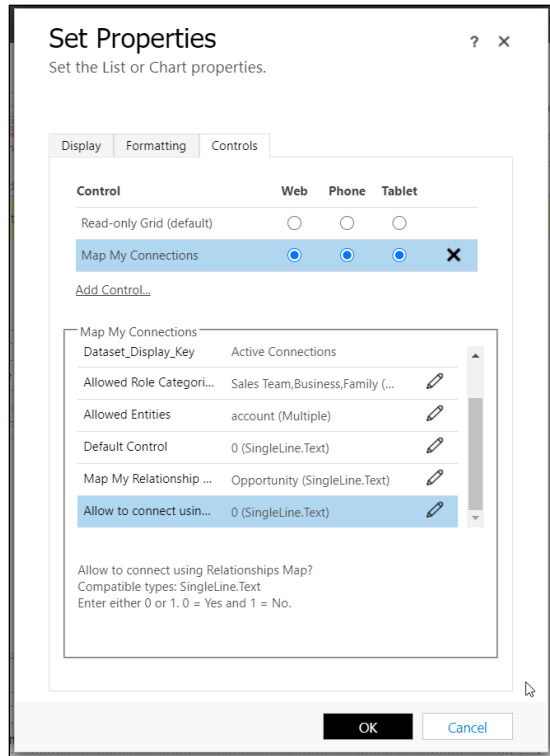 Set Properties
? ×
Set the List or Chart properties.
Display Formatting Controls
Control Web Phone Tablet
Read-only Grid (default)
Map My Connections
Add Control...
Map My Connections
Dataset_Display_Key Active Connections
Allowed Role Categori... Sales Team,Business,Family (...
Allowed Entities account (Multiple)
Default Control 0 (SingleLine.Text)
Map My Relationship ... Opportunity (SingleLine.Text)
Allow to connect usin... 0 (SingleLine.Text)
Allow to connect using Relationships Map?
Compatible types: SingleLine.Text
Enter either 0 or 1. 0 = Yes and 1 = No.
OK Cancel